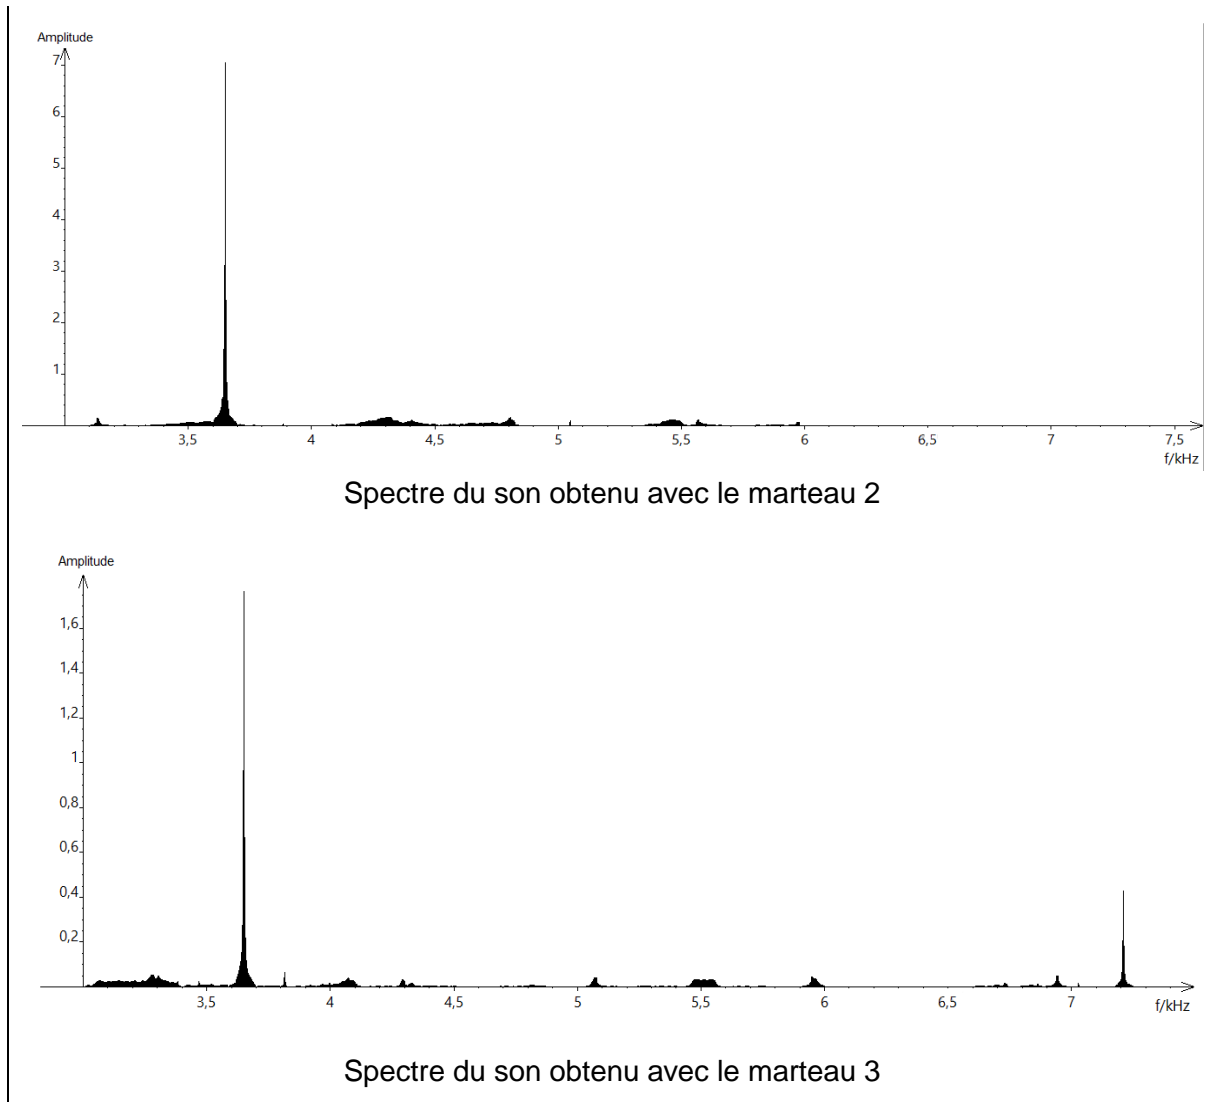 Amplitude
7
6
5
4
3
2
1
3,5 4 4,5 5 5,5 6 6,5 7 7,5
f/kHz
Spectre du son obtenu avec le marteau 2
Amplitude
1,6
1,4
1,2
1
0,8
0,6
0,4
0,2
3,5 4 4,5 5 5,5 6 6,5 7 f/kHz
Spectre du son obtenu avec le marteau 3